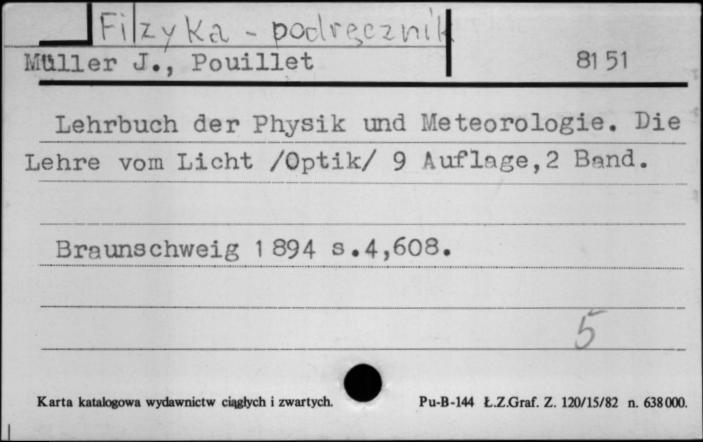 Fizyka - podręcznik
Müller J., Pouillet 8151
Lehrbuch der Physik und Meteorologie. Die
Lehre vom Licht /Optik/ 9 Auflage,2 Band.
Braunschweig 1894 s.4,608.
5
Karta katalogowa wydawnictw ciągłych i zwartych. Pu-B-144 Ł.Z.Graf. Z. 120/15/82 n. 638000.